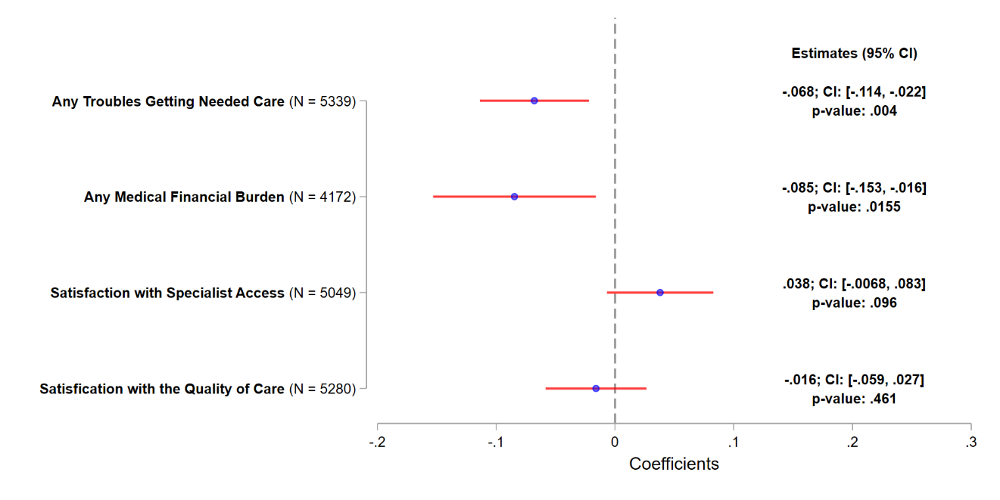 Estimates (95% CI)
Any Troubles Getting Needed Care (N = 5339)
-.068; CI: [-.114, -.022]
p-value: .004
Any Medical Financial Burden (N = 4172)
-.085; CI: [-.153, -.016]
p-value: .0155
Satisfaction with Specialist Access (N = 5049)
.038; CI: [-.0068, .083]
p-value: .096
Satisfication with the Quality of Care (N = 5280)
-.016; CI: [-.059, .027]
p-value: .461
-.2 -.1 0 .1 .2 .3
Coefficients